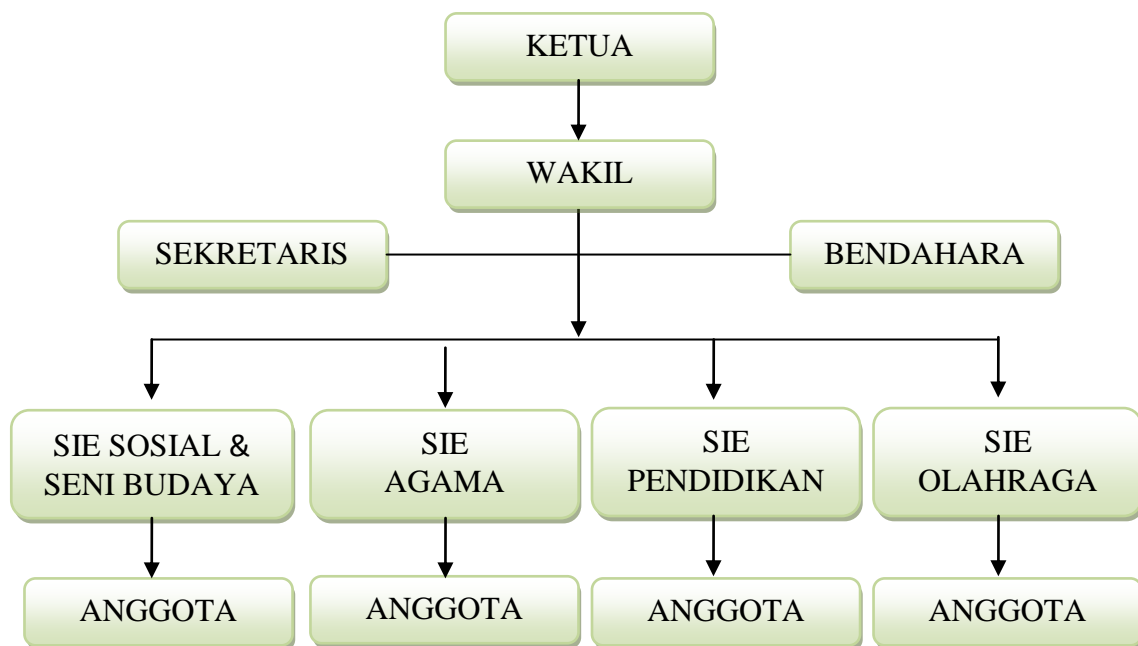 KETUA
WAKIL
SEKRETARIS
BENDAHARA
SIE SOSIAL &
SENI BUDAYA
SIE
AGAMA
SIE
PENDIDIKAN
SIE
OLAHRAGA
ANGGOTA
ANGGOTA
ANGGOTA
ANGGOTA